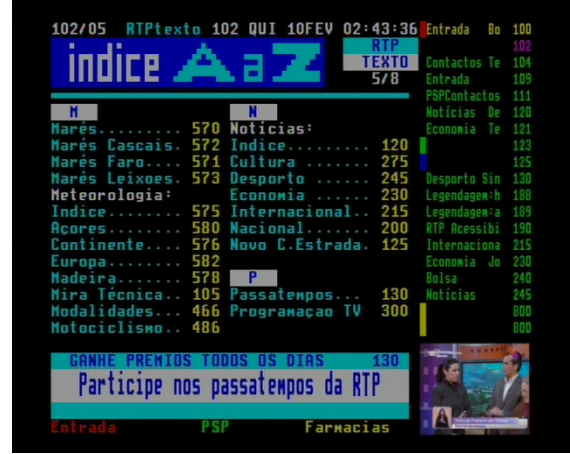 102/05 RTPtexto 102 QUI 10FEV 02:43:36
índice A a Z
RTP
TEXTO
5/8
M
Marés......... 570
Marés Cascais. 572
Marés Faro.... 571
Marés Leixoes. 573
Meteorologia:
Indice........ 575
Açores........ 580
Continente.... 576
Europa........ 582
Madeira....... 578
Mira Técnica.. 105
Modalidades... 466
Motociclismo.. 486
N
Notícias:
Indice......... 120
Cultura ....... 275
Desporto ...... 245
Economia ...... 230
Internacional.. 215
Nacional....... 200
Novo C.Estrada. 125
P
Passatempos... 130
Programaçao TV 300
GANHE PREMIOS TODOS OS DIAS 130
Participe nos passatempos da RTP
Entrada PSP Farmacias
Entrada Bo 100
102
Contactos Te 104
Entrada 109
PSPContactos 111
Notícias De 120
Economia Te 121
123
125
Desporto Sin 130
Legendagem:h 188
Legendagem:a 189
RTP Acessibi 190
Internaciona 215
Economia Jo 230
Bolsa 240
Notícias 245
800
800